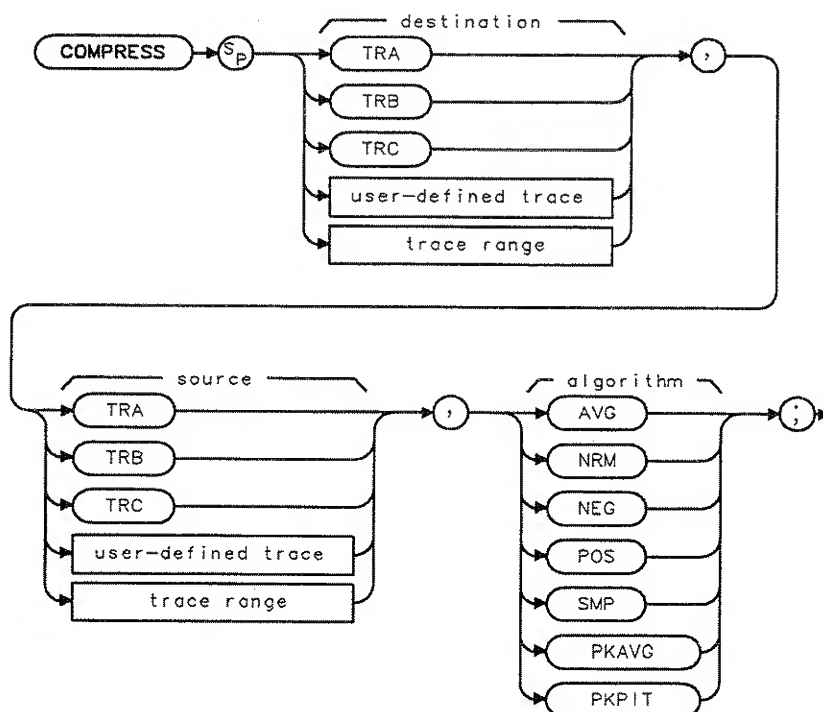 destination
COMPRESS SP TRA ,
TRB
TRC
user-defined trace
trace range
source
TRA ,
TRB
TRC
user-defined trace
trace range
algorithm
AVG ;
NRM
NEG
POS
SMP
PKAVG
PKPIT